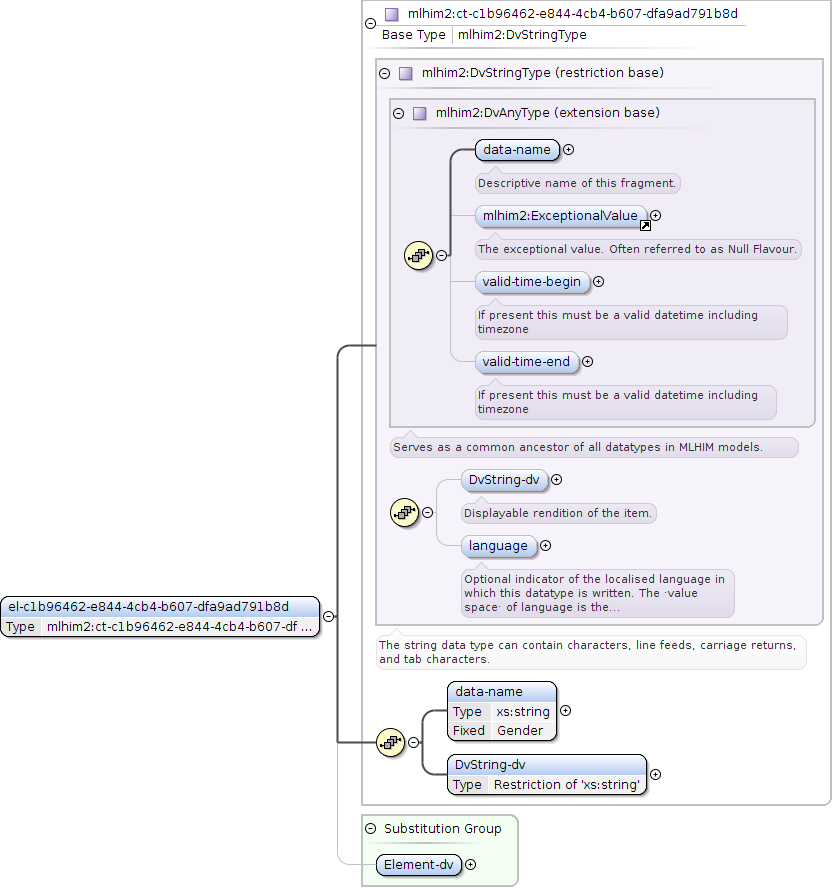 mlhim2:ct-c1b96462-e844-4cb4-b607-dfa9ad791b8d
Base Type mlhim2:DvStringType
mlhim2:DvStringType (restriction base)
mlhim2:DvAnyType (extension base)
data-name
Descriptive name of this fragment.
mlhim2:ExceptionalValue
The exceptional value. Often referred to as Null Flavour.
valid-time-begin
If present this must be a valid datetime including
timezone
valid-time-end
If present this must be a valid datetime including
timezone
Serves as a common ancestor of all datatypes in MLHIM models.
DvString-dv
Displayable rendition of the item.
language
Optional indicator of the localised language in
which this datatype is written. The ·value
space· of language is the...
el-c1b96462-e844-4cb4-b607-dfa9ad791b8d
Type mlhim2:ct-c1b96462-e844-4cb4-b607-df ...
The string data type can contain characters, line feeds, carriage returns,
and tab characters.
data-name
Type xs:string
Fixed Gender
DvString-dv
Type Restriction of 'xs:string'
Substitution Group
Element-dv